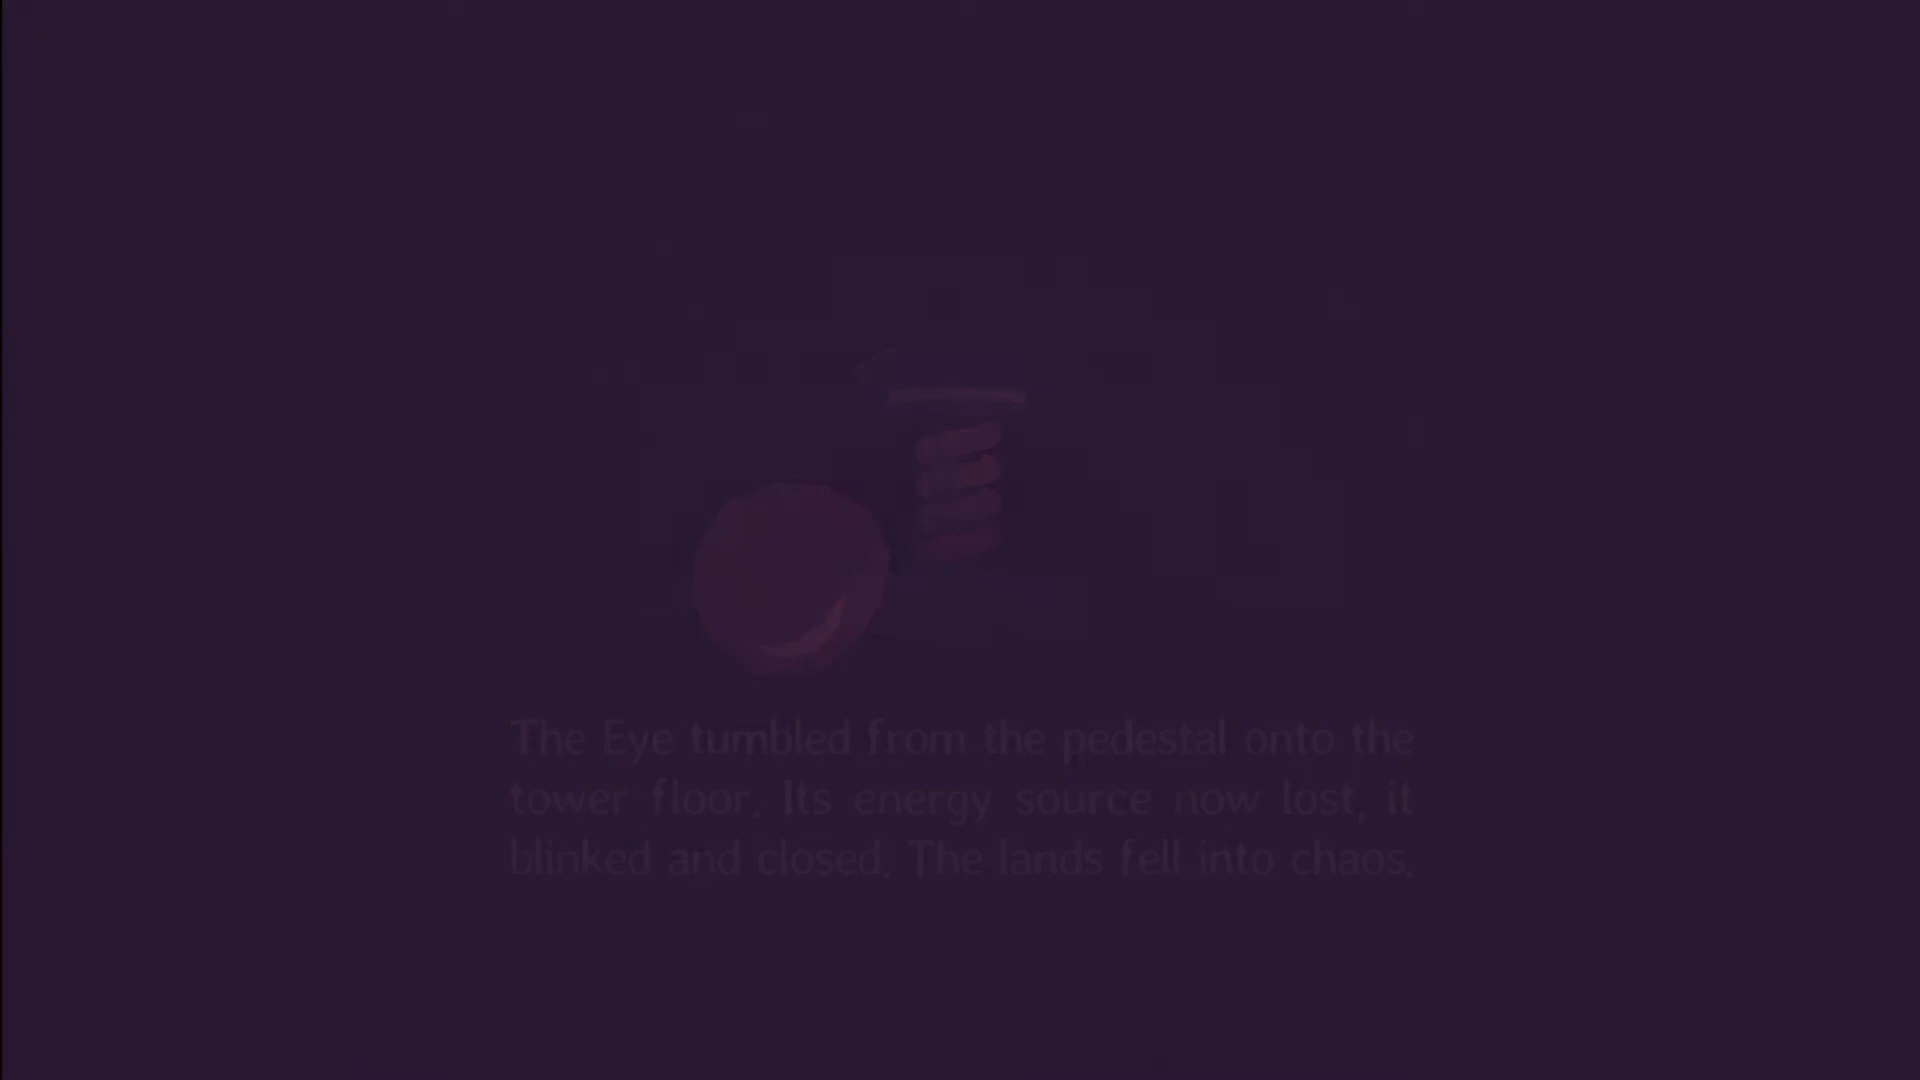 The Eye tumbled from the pedestal onto the
tower floor. Its energy source now lost, it
blinked and closed. The lands fell into chaos.